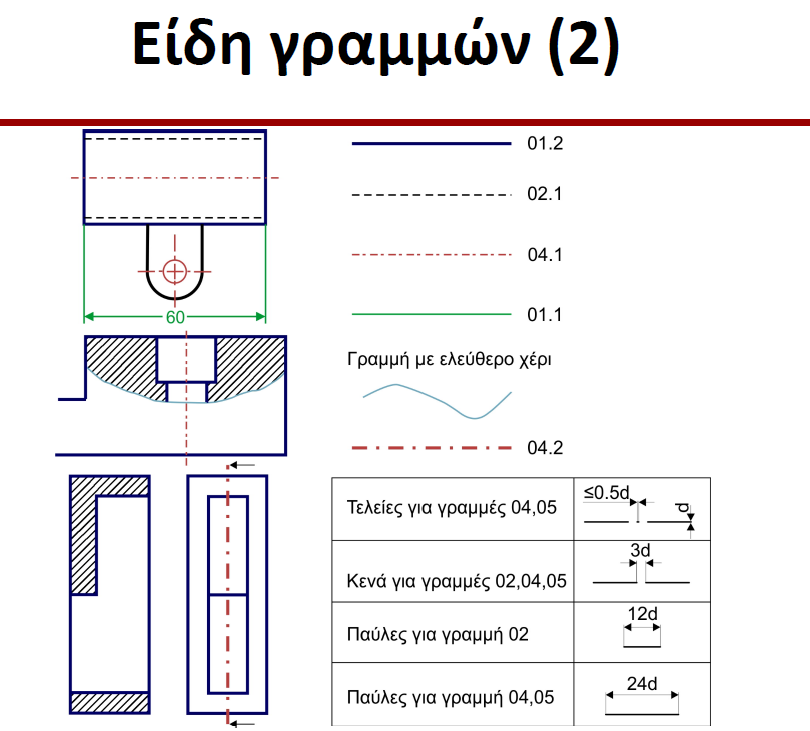 Είδη γραμμών (2)
01.2
02.1
04.1
01.1
60
Γραμμή με ελεύθερο χέρι
04.2
Τελείες για γραμμές 04,05
≤0.5d
d
Κενά για γραμμές 02,04,05
3d
Παύλες για γραμμή 02
12d
Παύλες για γραμμή 04,05
24d